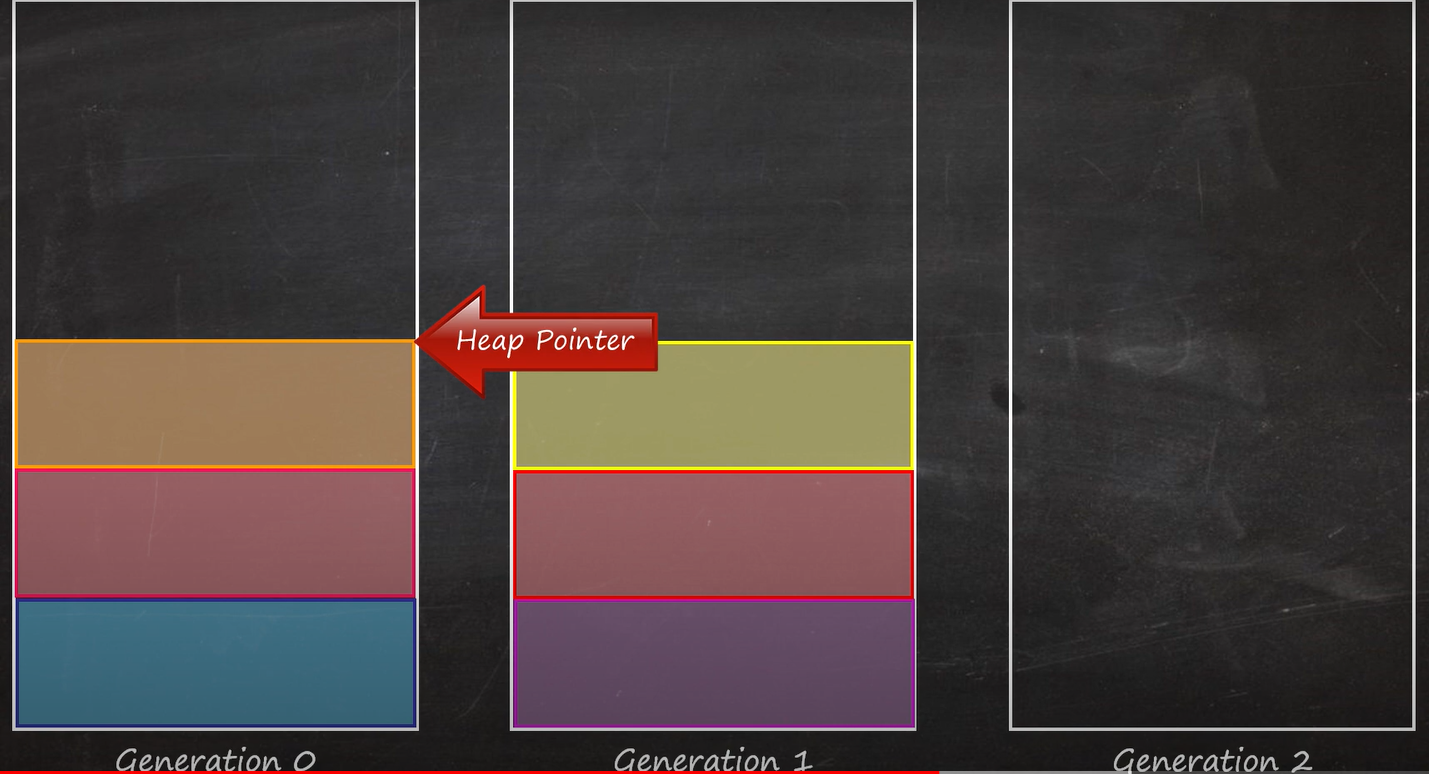 Heap Pointer
Generation 0
Generation 1
Generation 2